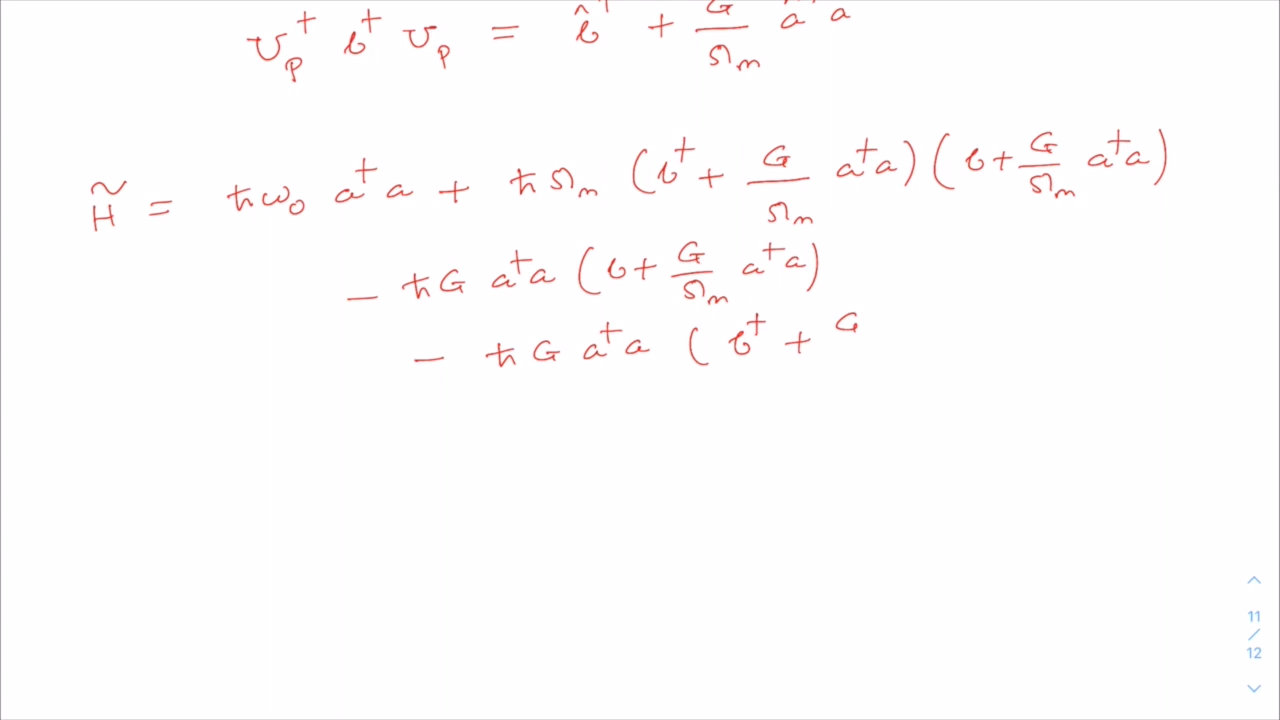 U_p^† b^† U_p = b̂^† + G/Ω_m â^† a
H̃ = ħω_0 a^†a + ħΩ_m (b^† + G/Ω_m a^†a)(b + G/Ω_m a^†a)
− ħG a^†a (b + G/Ω_m a^†a)
− ħG a^†a (b^† + G
11
/
12